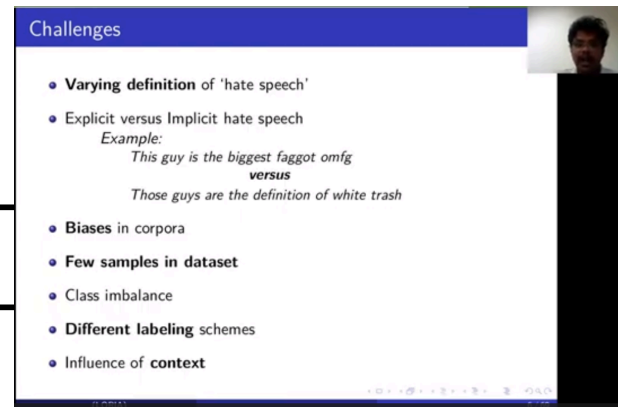 Challenges
Varying definition of ‘hate speech’
Explicit versus Implicit hate speech
Example:
This guy is the biggest faggot omfg
versus
Those guys are the definition of white trash
Biases in corpora
Few samples in dataset
Class imbalance
Different labeling schemes
Influence of context